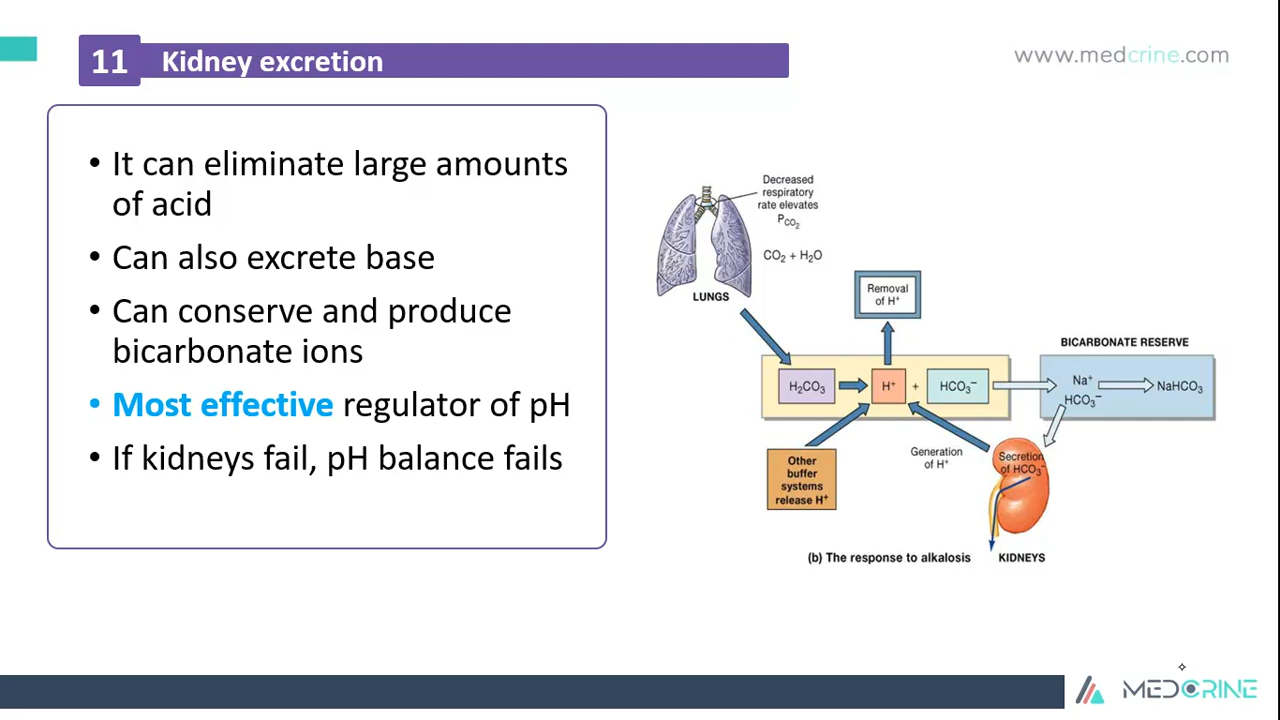 11 Kidney excretion
www.medcrine.com
• It can eliminate large amounts
of acid
• Can also excrete base
• Can conserve and produce
bicarbonate ions
• Most effective regulator of pH
• If kidneys fail, pH balance fails
Decreased
respiratory
rate elevates
PCO₂
CO₂ + H₂O
LUNGS
Removal
of H⁺
BICARBONATE RESERVE
H₂CO₃
H⁺ + HCO₃⁻
Na⁺
HCO₃⁻
NaHCO₃
Other
buffer
systems
release H⁺
Generation
of H⁺
Secretion
of HCO₃⁻
(b) The response to alkalosis
KIDNEYS
MEDCRINE